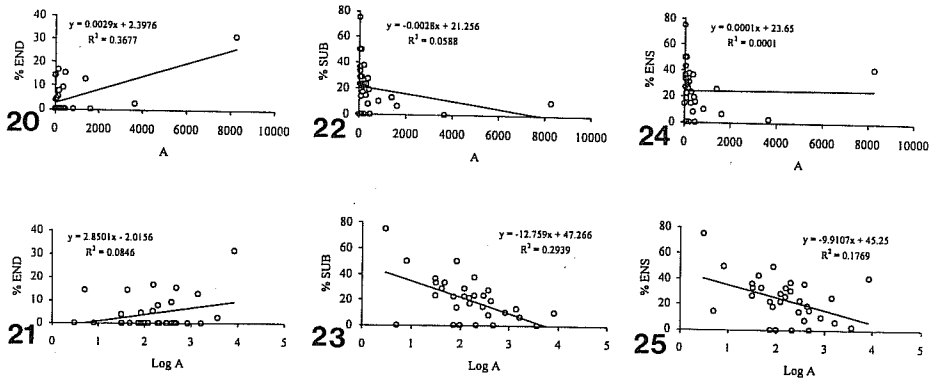 y = 0.0029x + 2.3976
R² = 0.3677
% END
40
30
20
10
0
0 2000 4000 6000 8000 10000
A
20
y = -0.0028x + 21.256
R² = 0.0588
% SUB
80
60
40
20
0
0 2000 4000 6000 8000 10000
A
22
y = 0.0001x + 23.65
R² = 0.0001
% ENS
80
60
40
20
0
0 2000 4000 6000 8000 10000
A
24
y = 2.8501x - 2.0156
R² = 0.0846
% END
40
30
20
10
0
0 1 2 3 4 5
Log A
21
y = -12.759x + 47.266
R² = 0.2939
% SUB
80
60
40
20
0
0 1 2 3 4 5
Log A
23
y = -9.9107x + 45.25
R² = 0.1769
% ENS
80
60
40
20
0
0 1 2 3 4 5
Log A
25